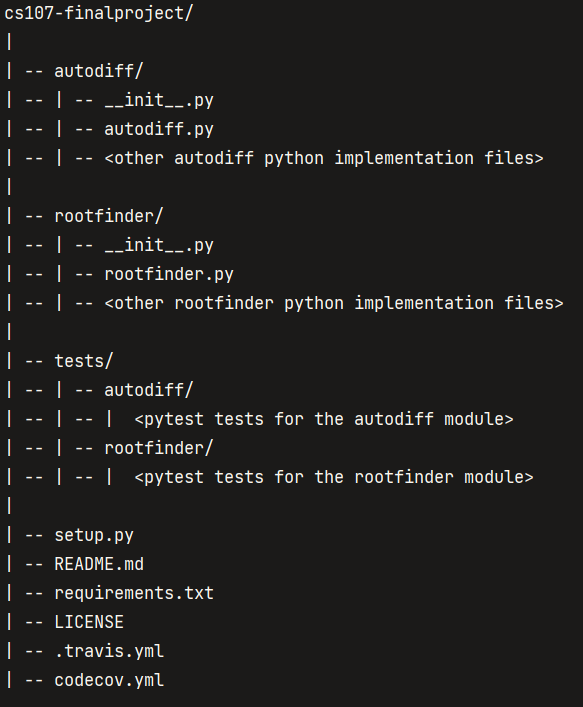 cs107-finalproject/
|
| -- autodiff/
| -- | -- __init__.py
| -- | -- autodiff.py
| -- | -- <other autodiff python implementation files>
|
| -- rootfinder/
| -- | -- __init__.py
| -- | -- rootfinder.py
| -- | -- <other rootfinder python implementation files>
|
| -- tests/
| -- | -- autodiff/
| -- | -- |  <pytest tests for the autodiff module>
| -- | -- rootfinder/
| -- | -- |  <pytest tests for the rootfinder module>
|
| -- setup.py
| -- README.md
| -- requirements.txt
| -- LICENSE
| -- .travis.yml
| -- codecov.yml